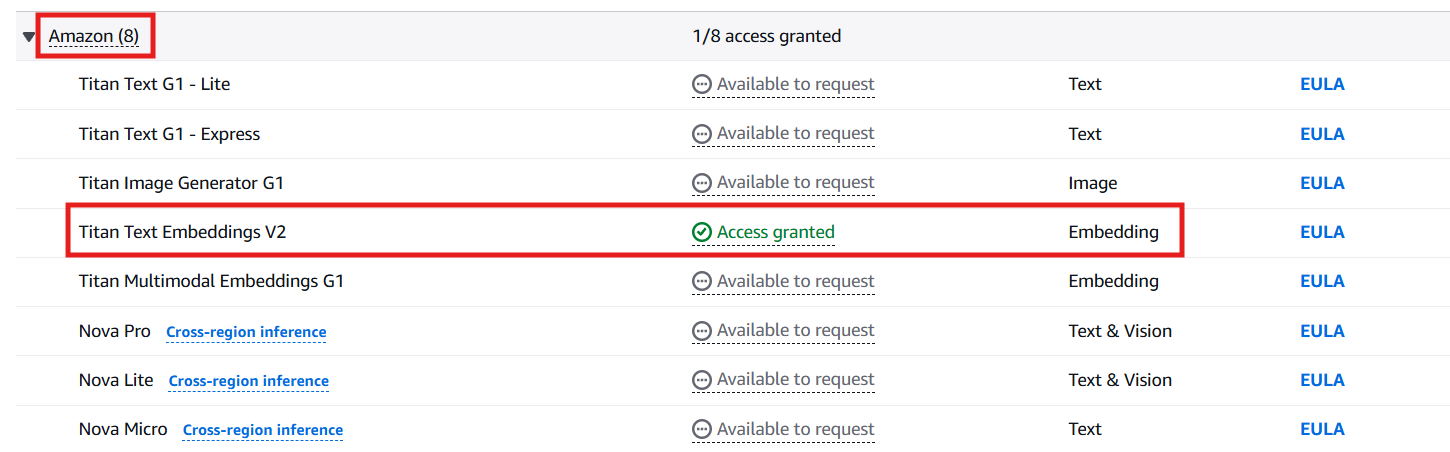 Amazon (8) 1/8 access granted
Titan Text G1 - Lite Available to request Text EULA
Titan Text G1 - Express Available to request Text EULA
Titan Image Generator G1 Available to request Image EULA
Titan Text Embeddings V2 Access granted Embedding EULA
Titan Multimodal Embeddings G1 Available to request Embedding EULA
Nova Pro Cross-region inference Available to request Text & Vision EULA
Nova Lite Cross-region inference Available to request Text & Vision EULA
Nova Micro Cross-region inference Available to request Text EULA